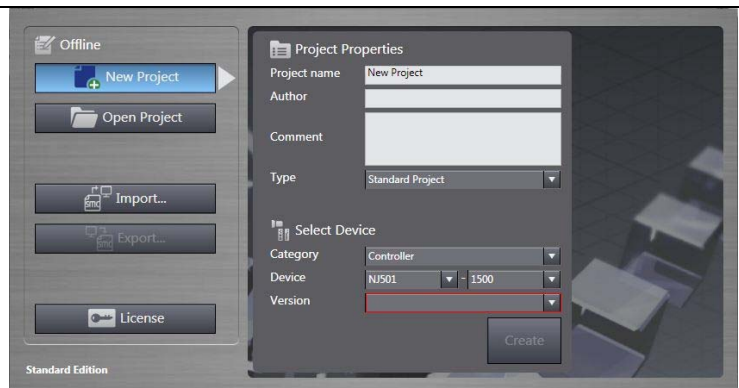 Offline
New Project
Open Project
Import...
Export...
License
Standard Edition
Project Properties
Project name New Project
Author
Comment
Type Standard Project
Select Device
Category Controller
Device NJ501 - 1500
Version
Create